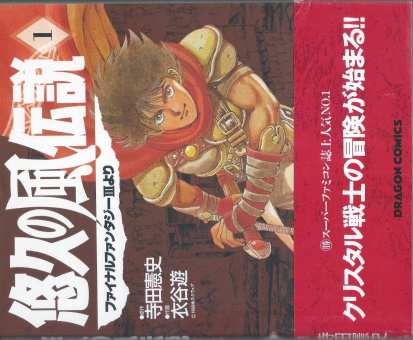 悠久の風伝説
1
ファイナルファンタジーIIIより
寺田憲史
衣谷遊
スーパーファミコン誌上人気NO.1
クリスタル戦士の冒険が始まる!!
DRAGON COMICS